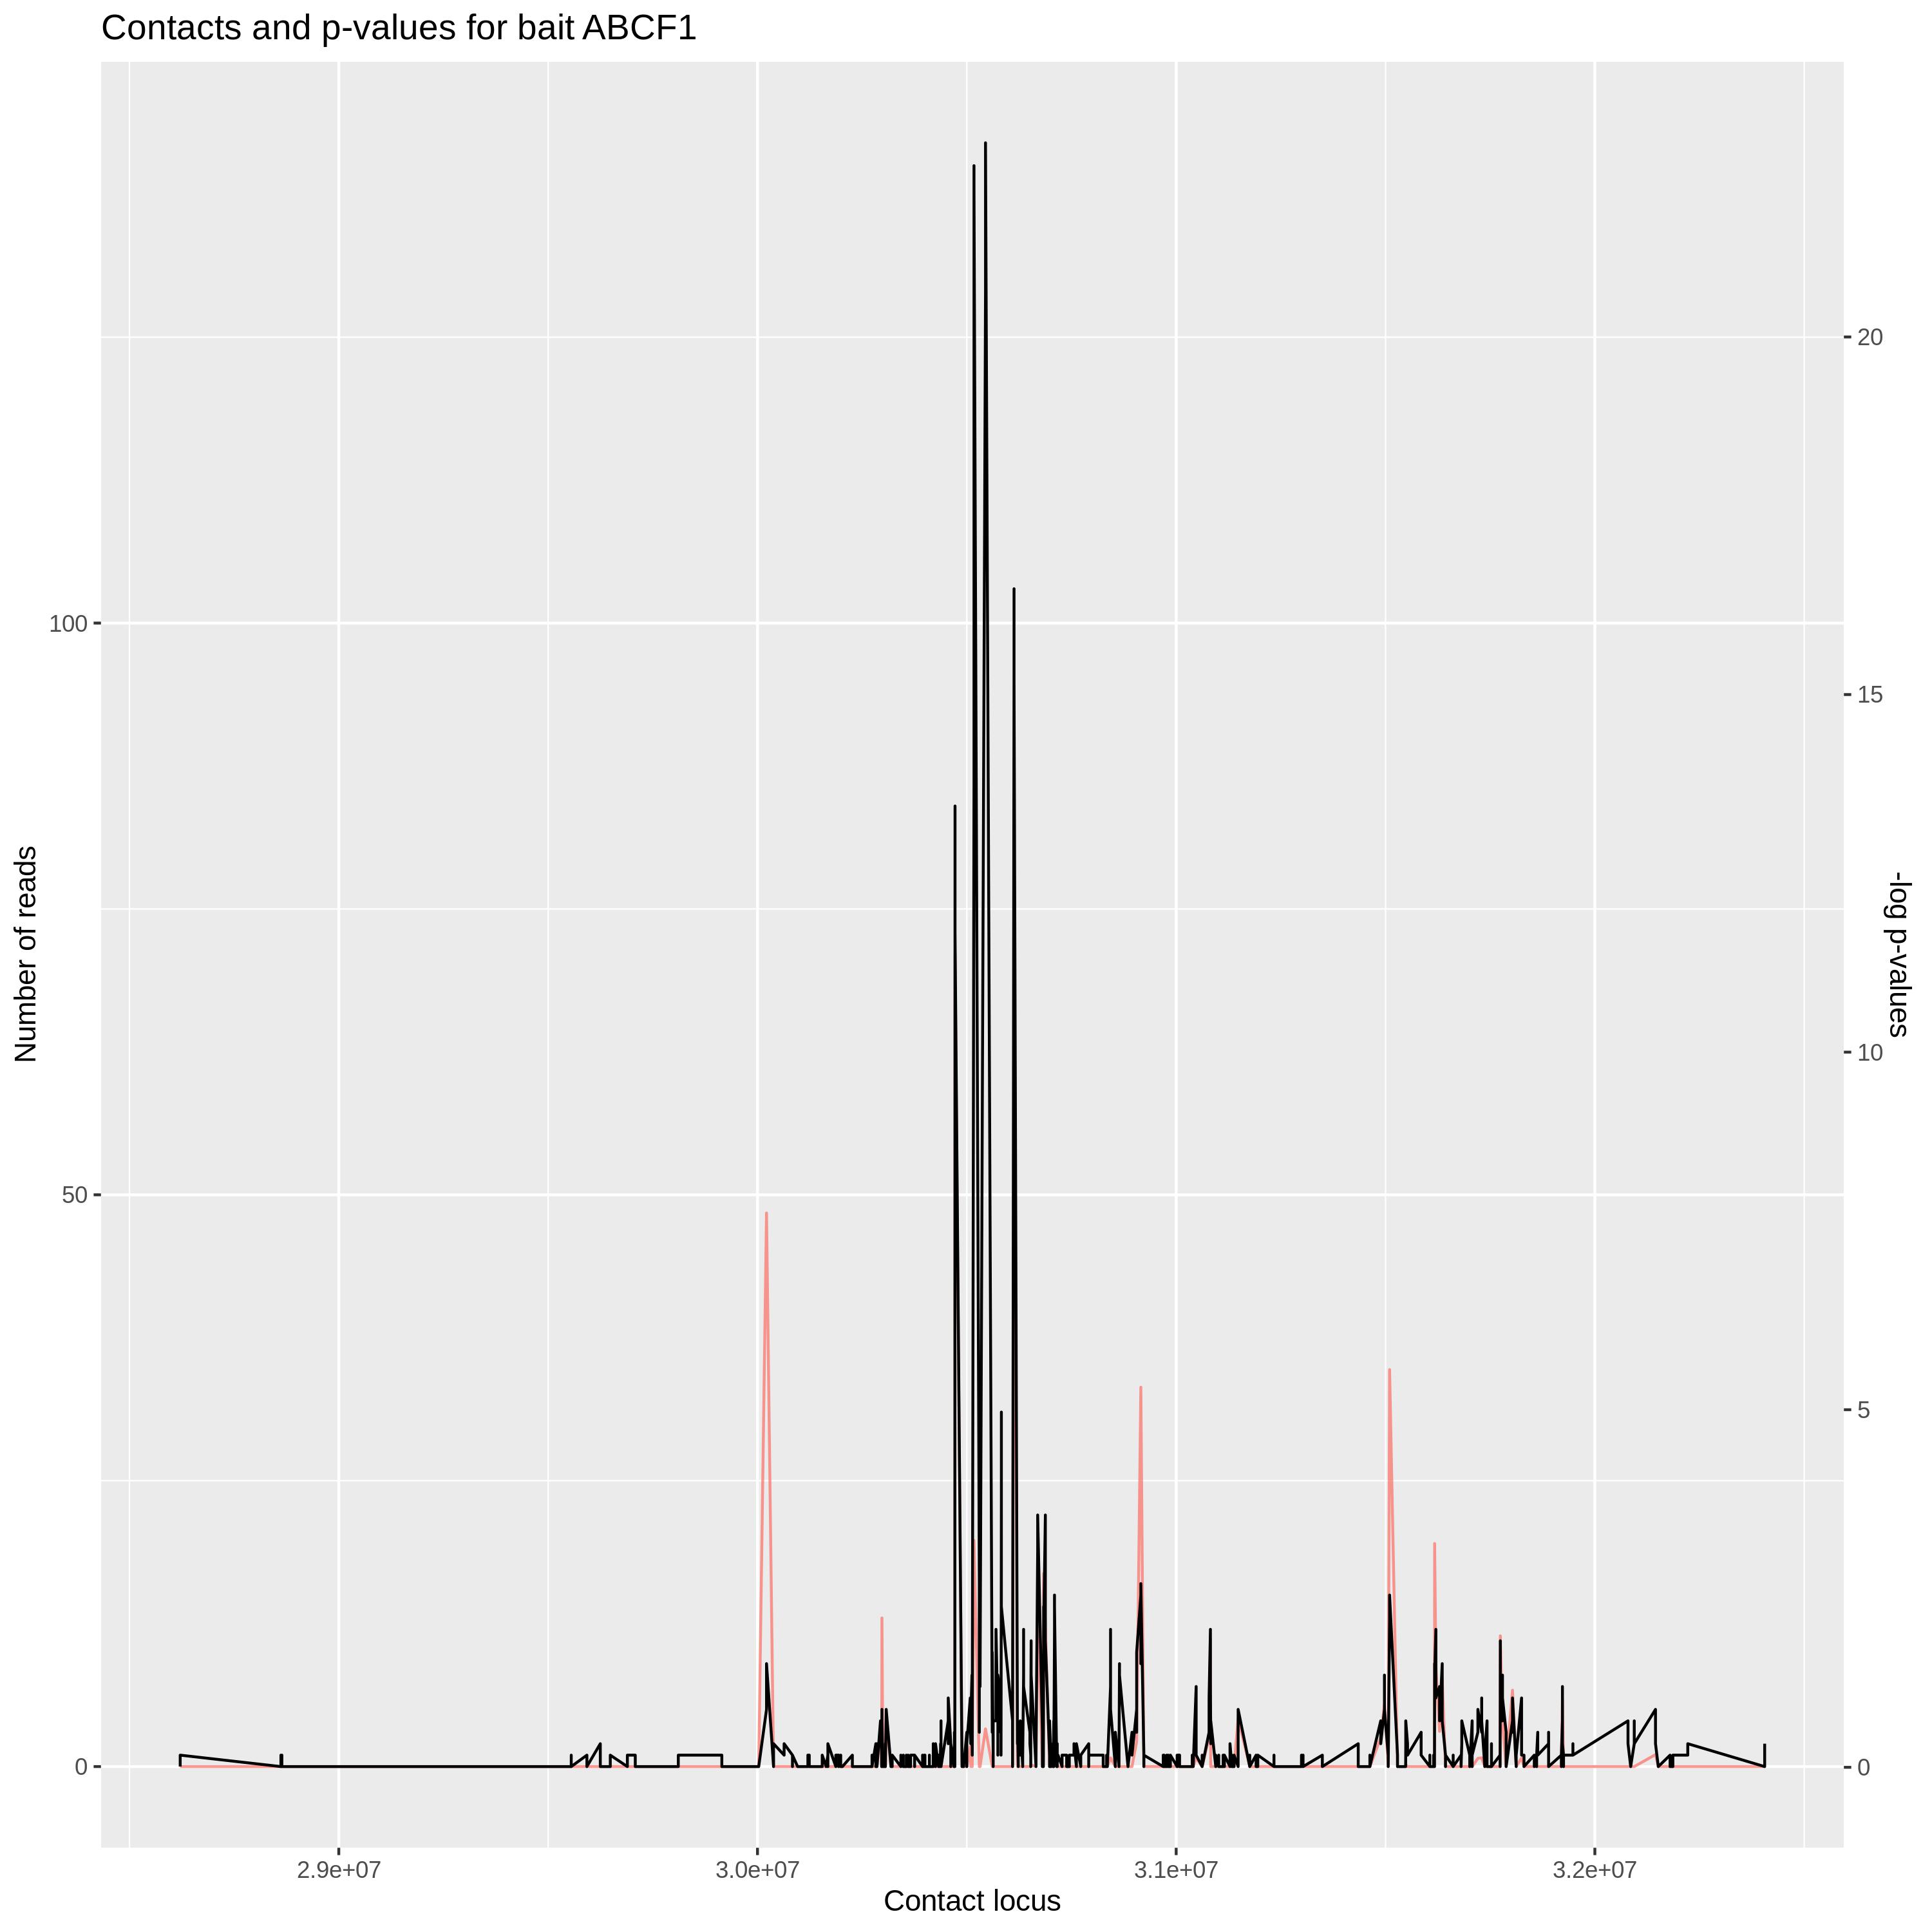 Contacts and p-values for bait ABCF1
Number of reads
100
50
0
20
15
10
5
0
-log p-values
2.9e+07 3.0e+07 3.1e+07 3.2e+07
Contact locus